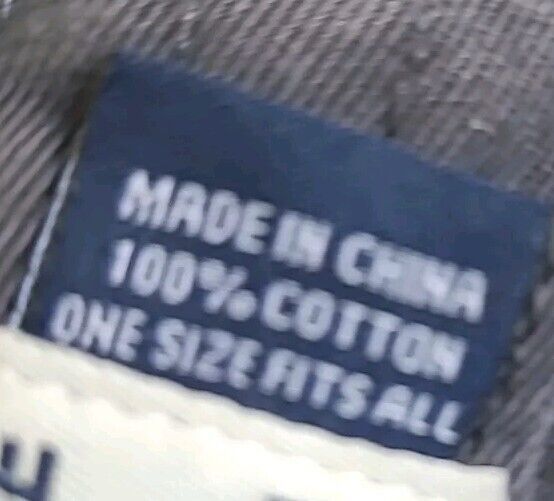 MADE IN CHINA
100% COTTON
ONE SIZE FITS ALL